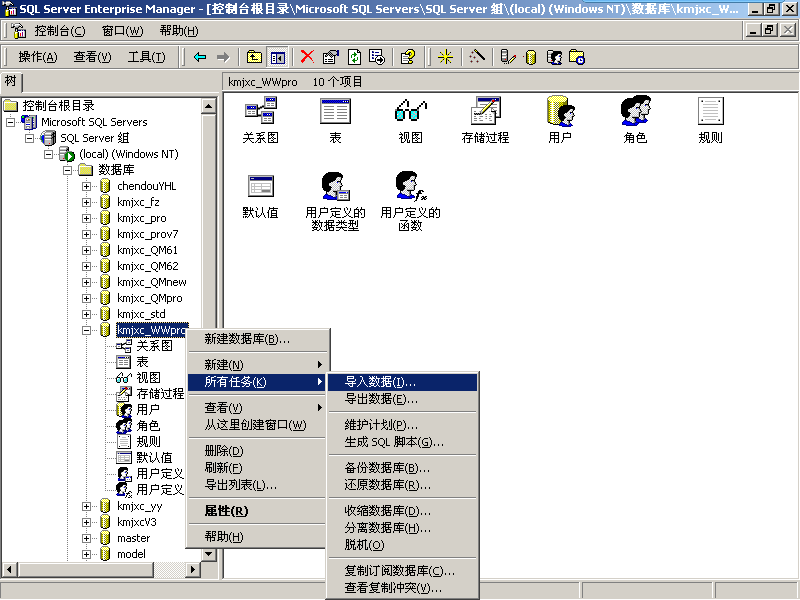 SQL Server Enterprise Manager - [控制台根目录\Microsoft SQL Servers\SQL Server 组\(local) (Windows NT)\数据库\kmjxc_W...
控制台(C) 窗口(W) 帮助(H)
操作(A) 查看(V) 工具(T)
树
kmjxc_WWpro 10 个项目
控制台根目录
Microsoft SQL Servers
SQL Server 组
(local) (Windows NT)
数据库
chendouYHL
kmjxc_fz
kmjxc_pro
kmjxc_prov7
kmjxc_QM61
kmjxc_QM62
kmjxc_QMnew
kmjxc_QMpro
kmjxc_std
kmjxc_WWpro
关系图
表
视图
存储过程
用户
角色
规则
默认值
用户定义
用户定义
kmjxc_yy
kmjxcV3
master
model
关系图 表 视图 存储过程 用户 角色 规则
默认值 用户定义的 用户定义的
数据类型 函数
新建数据库(B)...
新建(N)
所有任务(K)
查看(V)
从这里创建窗口(W)
删除(D)
刷新(F)
导出列表(L)...
属性(R)
帮助(H)
导入数据(I)...
导出数据(E)...
维护计划(P)...
生成 SQL 脚本(G)...
备份数据库(B)...
还原数据库(R)...
收缩数据库(D)...
分离数据库(H)...
脱机(O)
复制订阅数据库(C)...
查看复制冲突(V)...